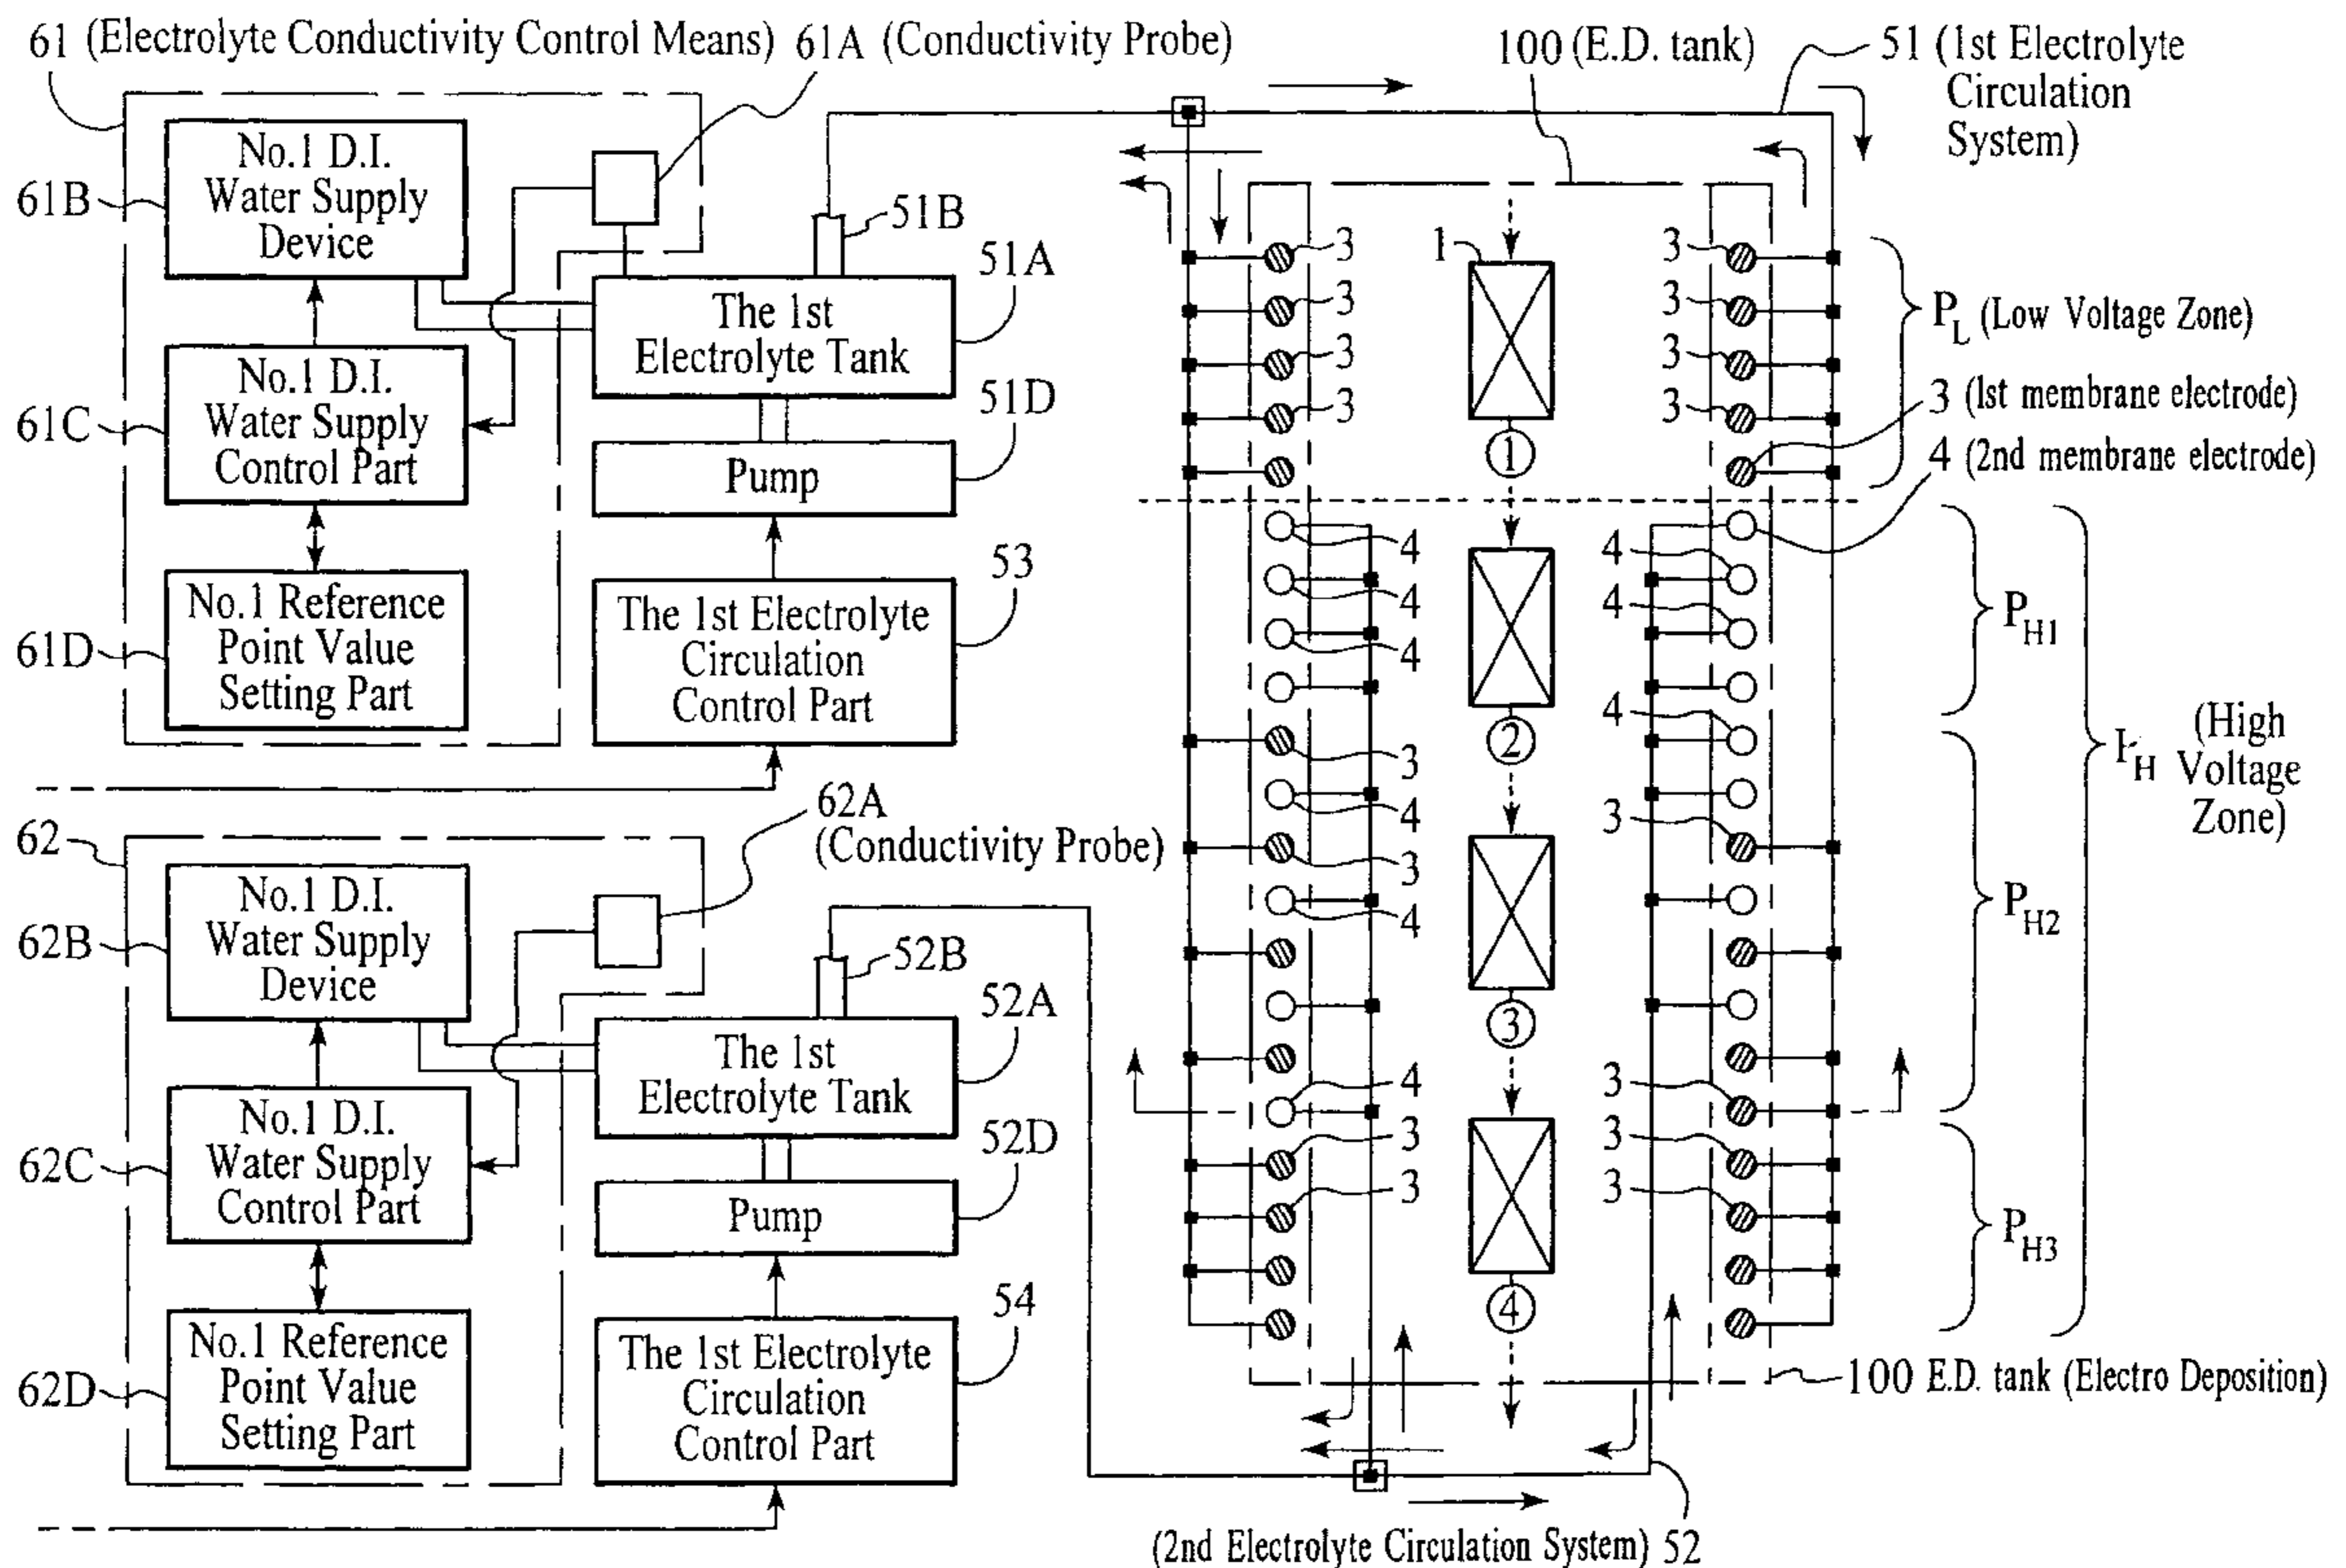 61 (Electrolyte Conductivity Control Means) 61A (Conductivity Probe)
100 (E.D. tank)
51 (1st Electrolyte
Circulation
System)
No.1 D.I.
Water Supply
Device
61B
51B
51A
The 1st
Electrolyte Tank
No.1 D.I.
Water Supply
Control Part
61C
51D
Pump
No.1 Reference
Point Value
Setting Part
61D
53
The 1st Electrolyte
Circulation
Control Part
62
62A
(Conductivity Probe)
No.1 D.I.
Water Supply
Device
62B
52B
52A
The 1st
Electrolyte Tank
No.1 D.I.
Water Supply
Control Part
62C
52D
Pump
No.1 Reference
Point Value
Setting Part
62D
54
The 1st Electrolyte
Circulation
Control Part
3 1 3
3 3
3 3
3 3
PL (Low Voltage Zone)
3 (1st membrane electrode)
4 (2nd membrane electrode)
①
4 4
4 4
4
4
②
3
4
3
3
4
③
4 3
3 3
3 3
④
PH1
PH2
PH3
H (High
Voltage
Zone)
100 E.D. tank (Electro Deposition)
(2nd Electrolyte Circulation System) 52